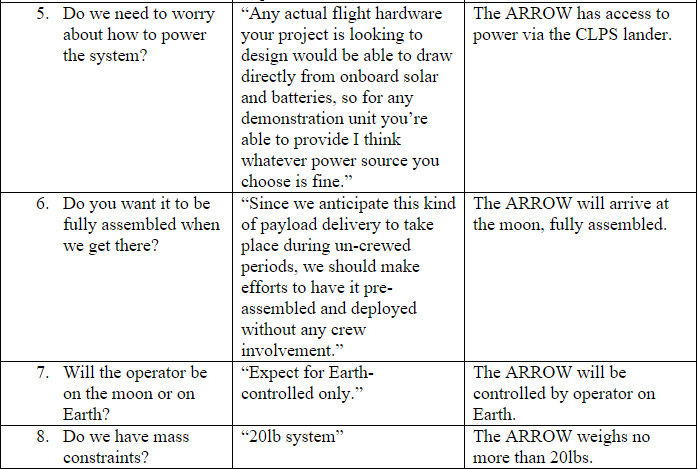 5. Do we need to worry
about how to power
the system?
“Any actual flight hardware
your project is looking to
design would be able to draw
directly from onboard solar
and batteries, so for any
demonstration unit you’re
able to provide I think
whatever power source you
choose is fine.”
The ARROW has access to
power via the CLPS lander.
6. Do you want it to be
fully assembled when
we get there?
“Since we anticipate this kind
of payload delivery to take
place during un-crewed
periods, we should make
efforts to have it pre-
assembled and deployed
without any crew
involvement.”
The ARROW will arrive at
the moon, fully assembled.
7. Will the operator be
on the moon or on
Earth?
“Expect for Earth-
controlled only.”
The ARROW will be
controlled by operator on
Earth.
8. Do we have mass
constraints?
“20lb system”
The ARROW weighs no
more than 20lbs.